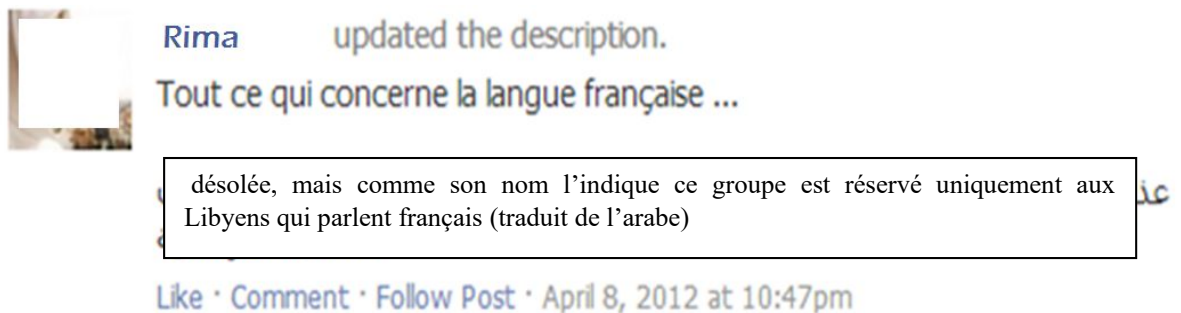 Rima updated the description.
Tout ce qui concerne la langue française ...
désolée, mais comme son nom l’indique ce groupe est réservé uniquement aux
Libyens qui parlent français (traduit de l’arabe)
Like · Comment · Follow Post · April 8, 2012 at 10:47pm